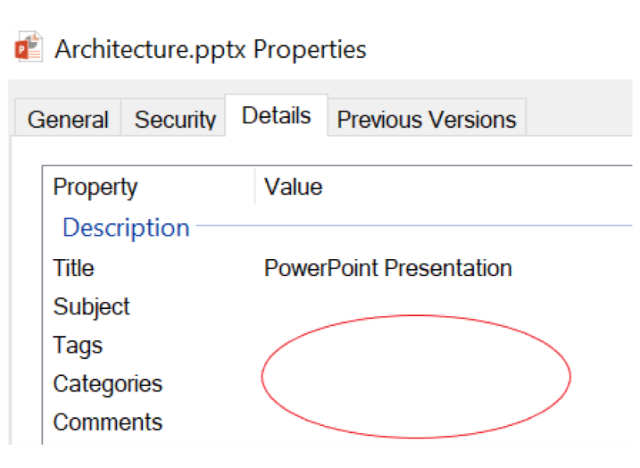 Architecture.pptx Properties
General Security Details Previous Versions
Property Value
Description
Title PowerPoint Presentation
Subject
Tags
Categories
Comments